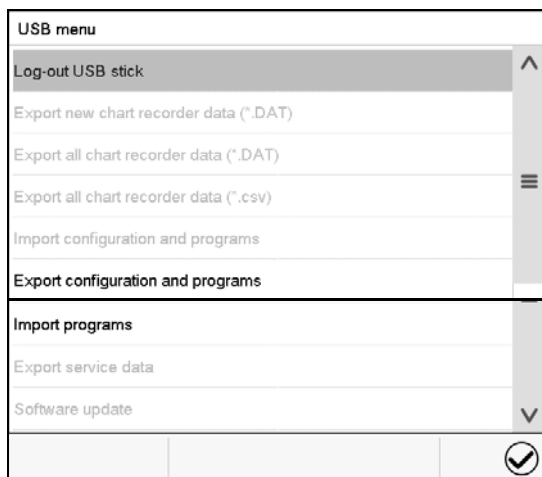 USB menu
Log-out USB stick
Export new chart recorder data (*.DAT)
Export all chart recorder data (*.DAT)
Export all chart recorder data (*.csv)
Import configuration and programs
Export configuration and programs
Import programs
Export service data
Software update